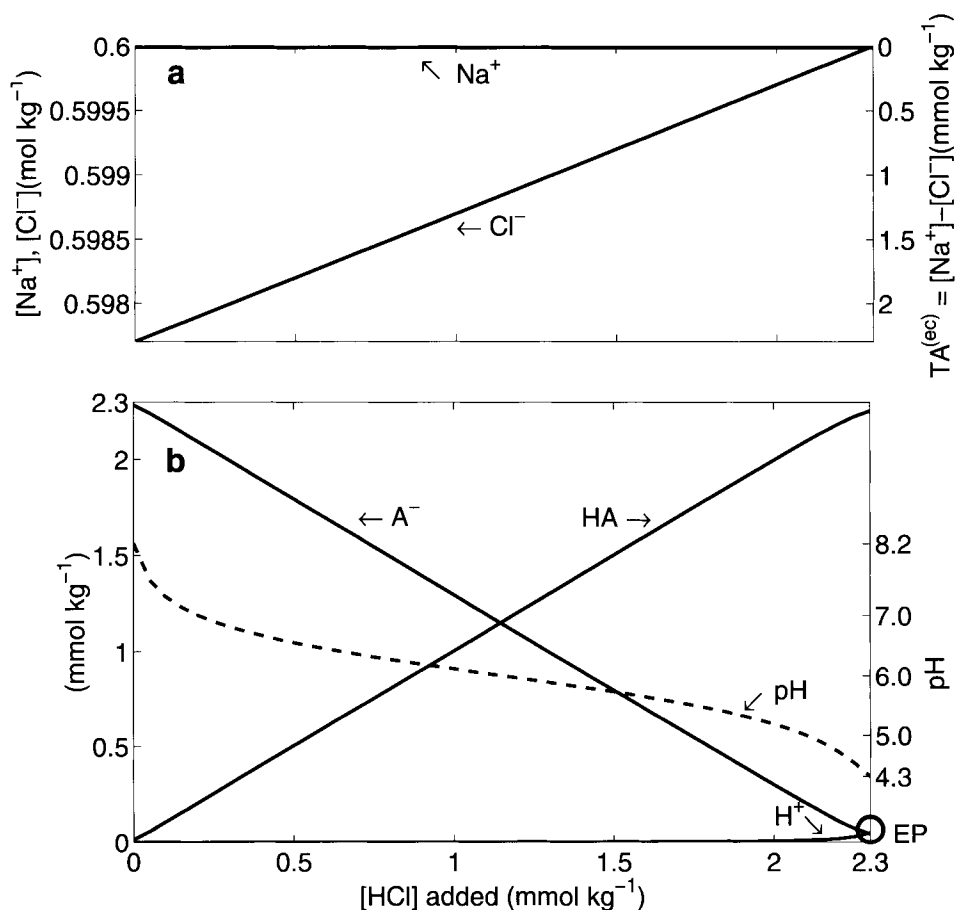 a
[Na⁺], [Cl⁻](mol kg⁻¹)
0.6
0.5995
0.599
0.5985
0.598
↖ Na⁺
← Cl⁻
0
0.5
1
1.5
2
TA⁽ᵉᶜ⁾ = [Na⁺]−[Cl⁻](mmol kg⁻¹)
b
(mmol kg⁻¹)
2.3
2
1.5
1
0.5
0
← A⁻
HA →
↙ pH
H⁺ ↘
EP
8.2
7.0
6.0
5.0
4.3
pH
0 0.5 1 1.5 2 2.3
[HCl] added (mmol kg⁻¹)